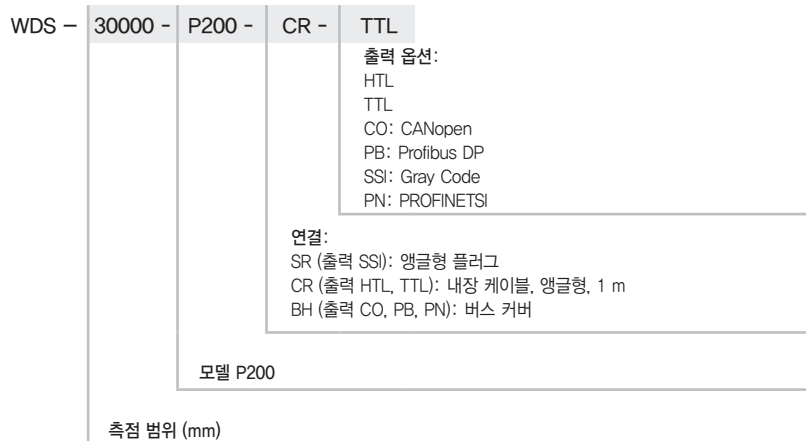 WDS – 30000 - P200 - CR - TTL
출력 옵션:
HTL
TTL
CO: CANopen
PB: Profibus DP
SSI: Gray Code
PN: PROFINETSI
연결:
SR (출력 SSI): 앵글형 플러그
CR (출력 HTL, TTL): 내장 케이블, 앵글형, 1 m
BH (출력 CO, PB, PN): 버스 커버
모델 P200
측점 범위 (mm)